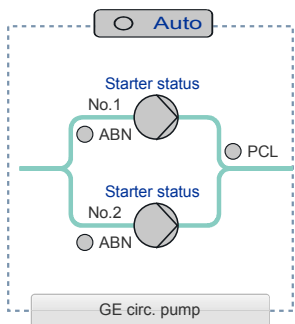 Auto
Starter status
No.1
ABN
PCL
Starter status
No.2
ABN
GE circ. pump